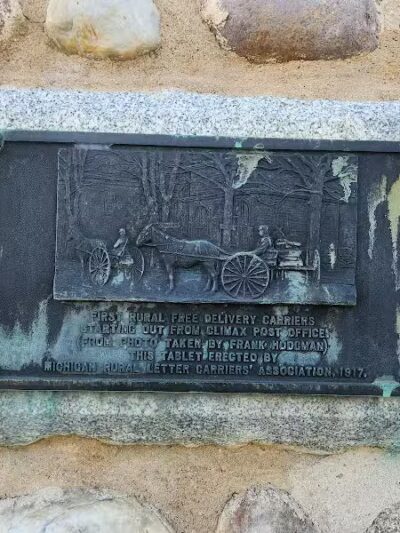 FIRST RURAL FREE DELIVERY CARRIERS
STARTING OUT FROM CLIMAX POST OFFICE
(FROM PHOTO TAKEN BY FRANK HODGMAN)
THIS TABLET ERECTED BY
MICHIGAN RURAL LETTER CARRIERS' ASSOCIATION, 1917.